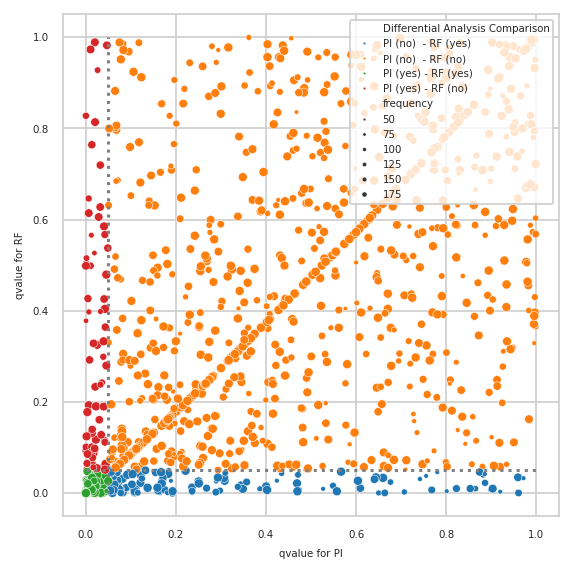 Differential Analysis Comparison
PI (no)  - RF (yes)
PI (no) - RF (no)
PI (yes) - RF (yes)
PI (yes) - RF (no)
frequency
50
75
100
125
150
175
1.0
0.8
0.6
0.4
0.2
0.0
qvalue for RF
0.0 0.2 0.4 0.6 0.8 1.0
qvalue for PI